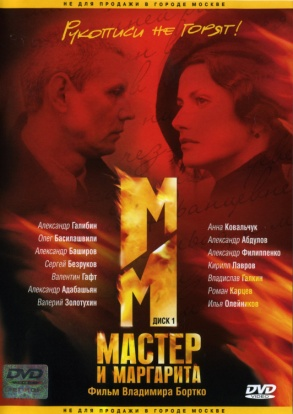 НЕ ДЛЯ ПРОДАЖИ В ГОРОДЕ МОСКВЕ
РУКОПИСИ НЕ ГОРЯТ!
Александр Галибин
Олег Басилашвили
Александр Баширов
Сергей Безруков
Валентин Гафт
Александр Адабашьян
Валерий Золотухин
Анна Ковальчук
Александр Абдулов
Александр Филиппенко
Кирилл Лавров
Владислав Галкин
Роман Карцев
Илья Олейников
М
М
ДИСК 1
МАСТЕР
И МАРГАРИТА
Фильм Владимира Бортко
DVD
DVD
VIDEO
НЕ ДЛЯ ПРОДАЖИ В ГОРОДЕ МОСКВЕ